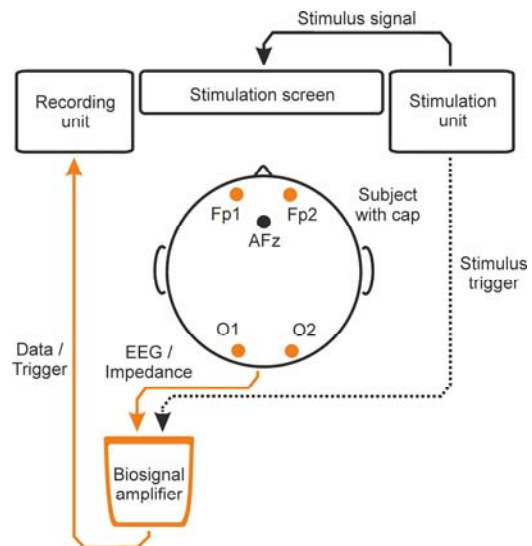 Stimulus signal
Recording
unit
Stimulation screen
Stimulation
unit
Fp1
Fp2
AFz
Subject
with cap
Stimulus
trigger
O1
O2
Data /
Trigger
EEG /
Impedance
Biosignal
amplifier